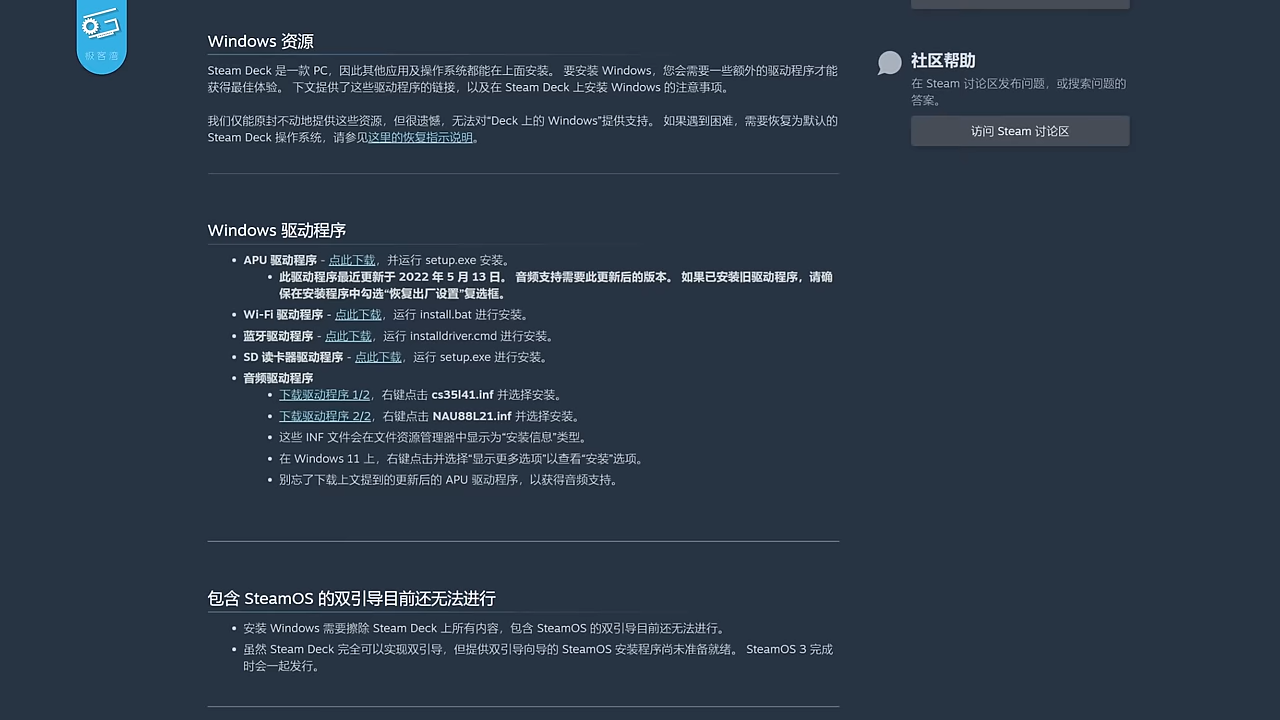 极客湾
Windows 资源
Steam Deck 是一款 PC，因此其他应用及操作系统都能在上面安装。 要安装 Windows，您会需要一些额外的驱动程序才能
获得最佳体验。 下文提供了这些驱动程序的链接，以及在 Steam Deck 上安装 Windows 的注意事项。
我们仅能原封不动地提供这些资源，但很遗憾，无法对“Deck 上的 Windows”提供支持。 如果遇到困难，需要恢复为默认的
Steam Deck 操作系统，请参见这里的恢复指示说明。
Windows 驱动程序
• APU 驱动程序 - 点此下载，并运行 setup.exe 安装。
• 此驱动程序最近更新于 2022 年 5 月 13 日。 音频支持需要此更新后的版本。 如果已安装旧驱动程序，请确
保在安装程序中勾选“恢复出厂设置”复选框。
• Wi-Fi 驱动程序 - 点此下载，运行 install.bat 进行安装。
• 蓝牙驱动程序 - 点此下载，运行 installdriver.cmd 进行安装。
• SD 读卡器驱动程序 - 点此下载，运行 setup.exe 进行安装。
• 音频驱动程序
• 下载驱动程序 1/2，右键点击 cs35l41.inf 并选择安装。
• 下载驱动程序 2/2，右键点击 NAU88L21.inf 并选择安装。
• 这些 INF 文件会在文件资源管理器中显示为“安装信息”类型。
• 在 Windows 11 上，右键点击并选择“显示更多选项”以查看“安装”选项。
• 别忘了下载上文提到的更新后的 APU 驱动程序，以获得音频支持。
包含 SteamOS 的双引导目前还无法进行
• 安装 Windows 需要擦除 Steam Deck 上所有内容，包含 SteamOS 的双引导目前还无法进行。
• 虽然 Steam Deck 完全可以实现双引导，但提供双引导向导的 SteamOS 安装程序尚未准备就绪。 SteamOS 3 完成
时会一起发行。
社区帮助
在 Steam 讨论区发布问题，或搜索问题的
答案。
访问 Steam 讨论区